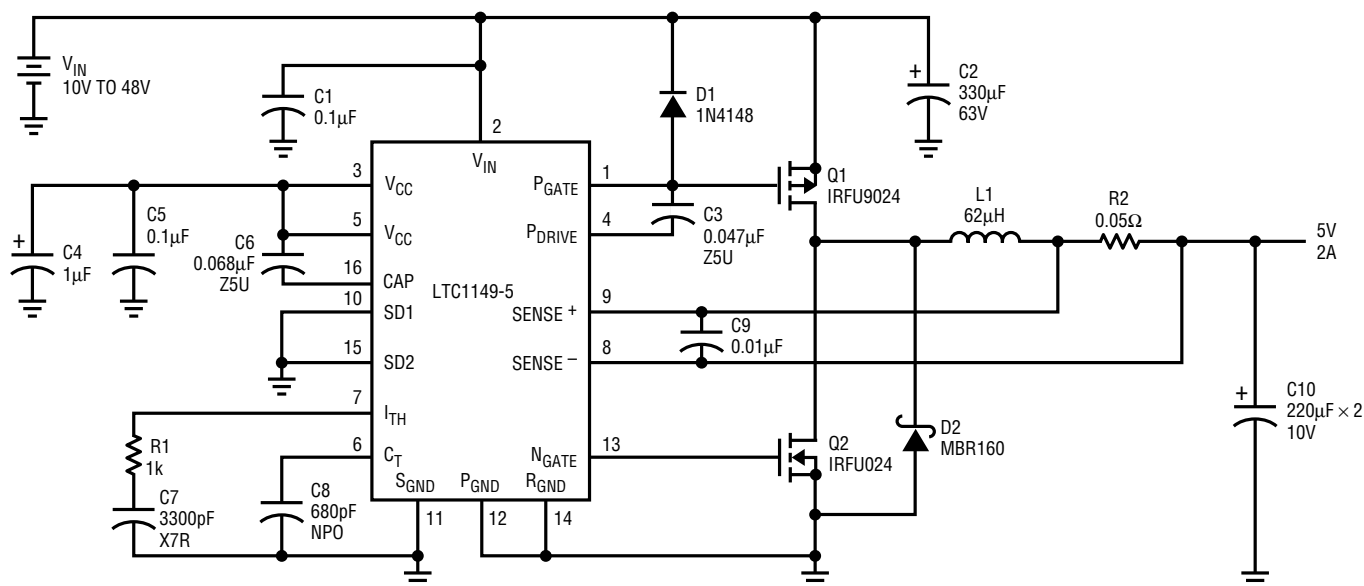 V_IN
10V TO 48V
C1
0.1µF
2
V_IN
D1
1N4148
+
C2
330µF
63V
3
V_CC
P_GATE
1
Q1
IRFU9024
C5
0.1µF
5
V_CC
P_DRIVE
4
C3
0.047µF
Z5U
L1
62µH
R2
0.05Ω
5V
2A
+
C4
1µF
C6
0.068µF
Z5U
16
CAP
LTC1149-5
10
SD1
SENSE +
9
C9
0.01µF
15
SD2
SENSE –
8
7
I_TH
+
C10
220µF × 2
10V
R1
1k
6
C_T
N_GATE
13
Q2
IRFU024
D2
MBR160
C7
3300pF
X7R
C8
680pF
NPO
S_GND
P_GND
R_GND
11
12
14